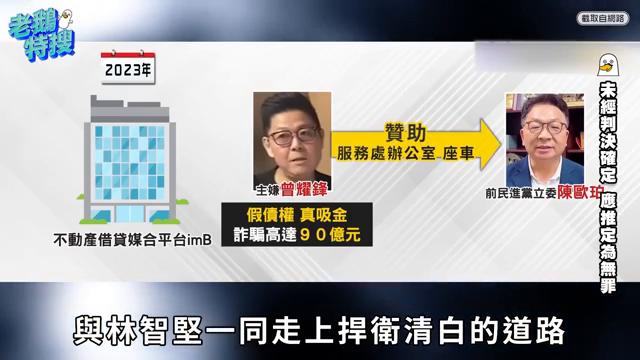 老鵝
特搜
截取自網路
2023年
贊助
服務處辦公室 座車
主嫌曾耀鋒
前民進黨立委陳歐珀
假債權 真吸金
詐騙高達９０億元
不動產借貸媒合平台imB
未經判決確定 應推定為無罪
與林智堅一同走上捍衛清白的道路